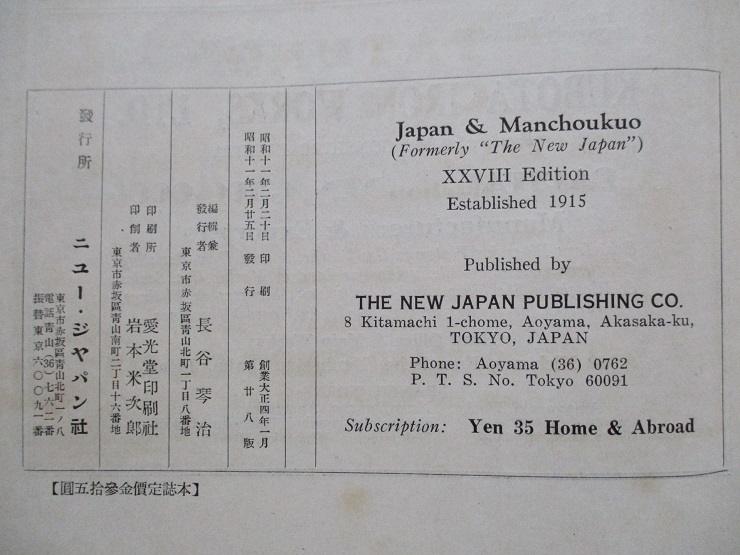 Japan & Manchoukuo
(Formerly "The New Japan")
XXVIII Edition
Established 1915
Published by
THE NEW JAPAN PUBLISHING CO.
8 Kitamachi 1-chome, Aoyama, Akasaka-ku,
TOKYO, JAPAN
Phone: Aoyama (36) 0762
P. T. S. No. Tokyo 60091
Subscription: Yen 35 Home & Abroad
昭和十一年二月二十日印刷
昭和十一年二月廿五日發行
創業大正四年一月
第廿八版
編輯兼
發行者
長谷琴治
東京市赤坂區青山北町一丁目八番地
印刷所
愛光堂印刷社
印刷者
岩本米次郎
東京市赤坂區青山南町二丁目十六番地
發行所
ニユー・ジヤパン社
東京市赤坂區青山北町一ノ八
電話青山(36)七六二番
振替東京六〇〇九一番
【本誌定價金參拾五圓】